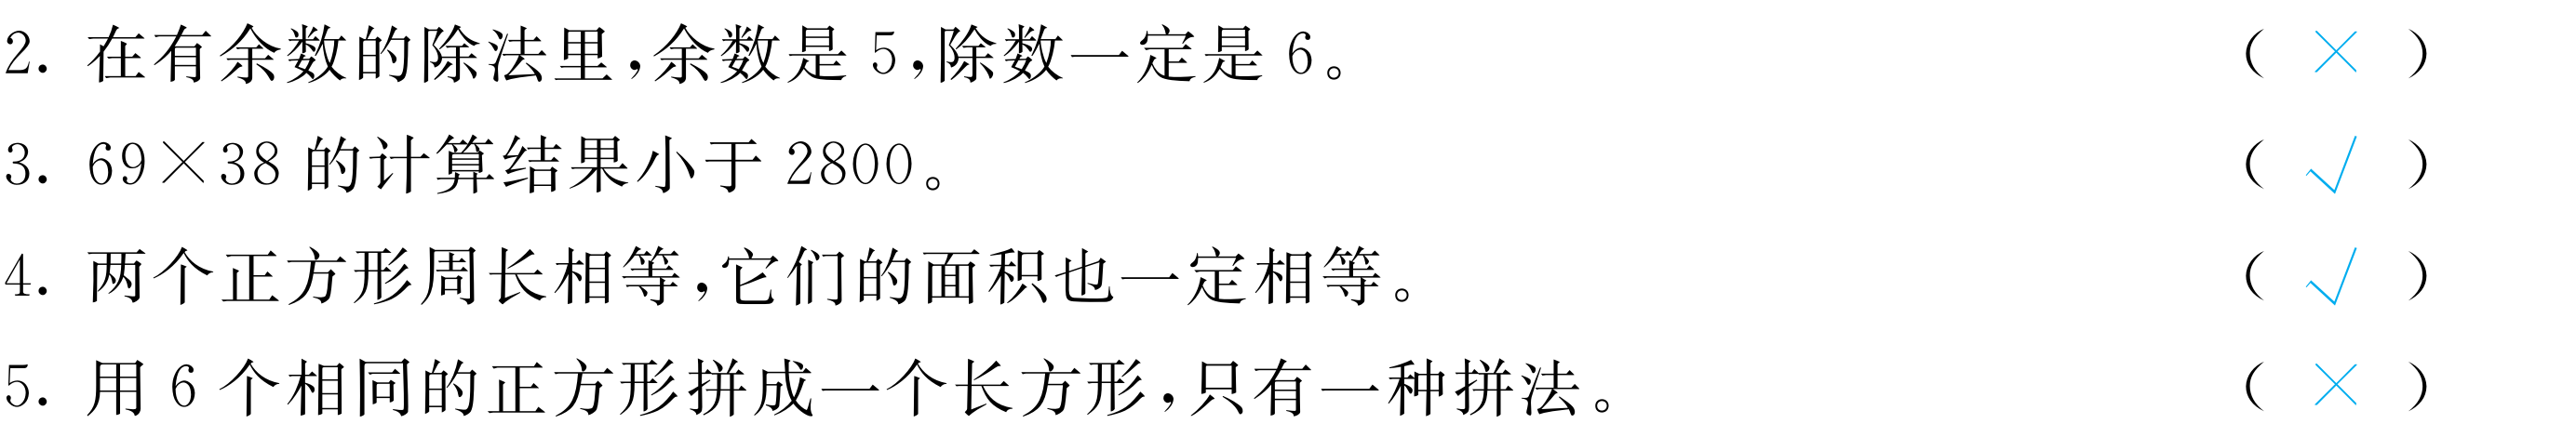 2. 在有余数的除法里,余数是 5,除数一定是 6。 ( × )
3. 69×38 的计算结果小于 2800。 ( √ )
4. 两个正方形周长相等,它们的面积也一定相等。 ( √ )
5. 用 6 个相同的正方形拼成一个长方形,只有一种拼法。 ( × )